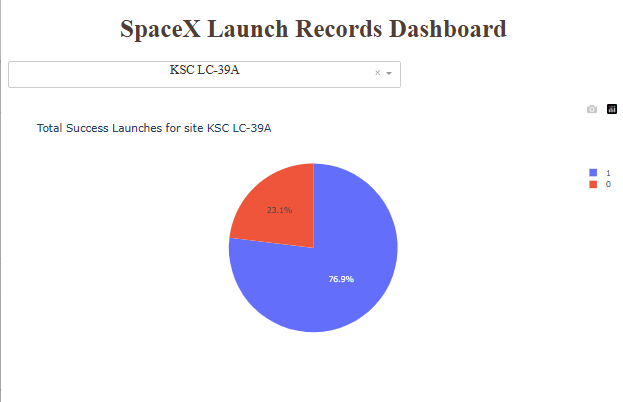 SpaceX Launch Records Dashboard
KSC LC-39A
×
Total Success Launches for site KSC LC-39A
1
0
23.1%
76.9%